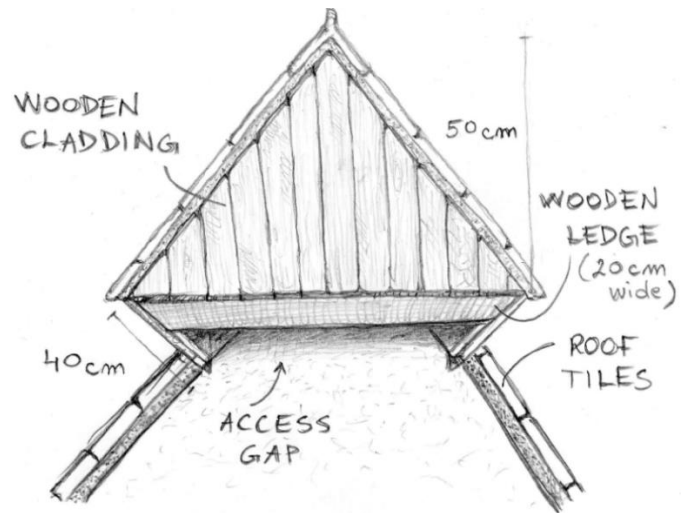 WOODEN
CLADDING
50cm
WOODEN
LEDGE
(20cm
wide)
40cm
ROOF
TILES
ACCESS
GAP